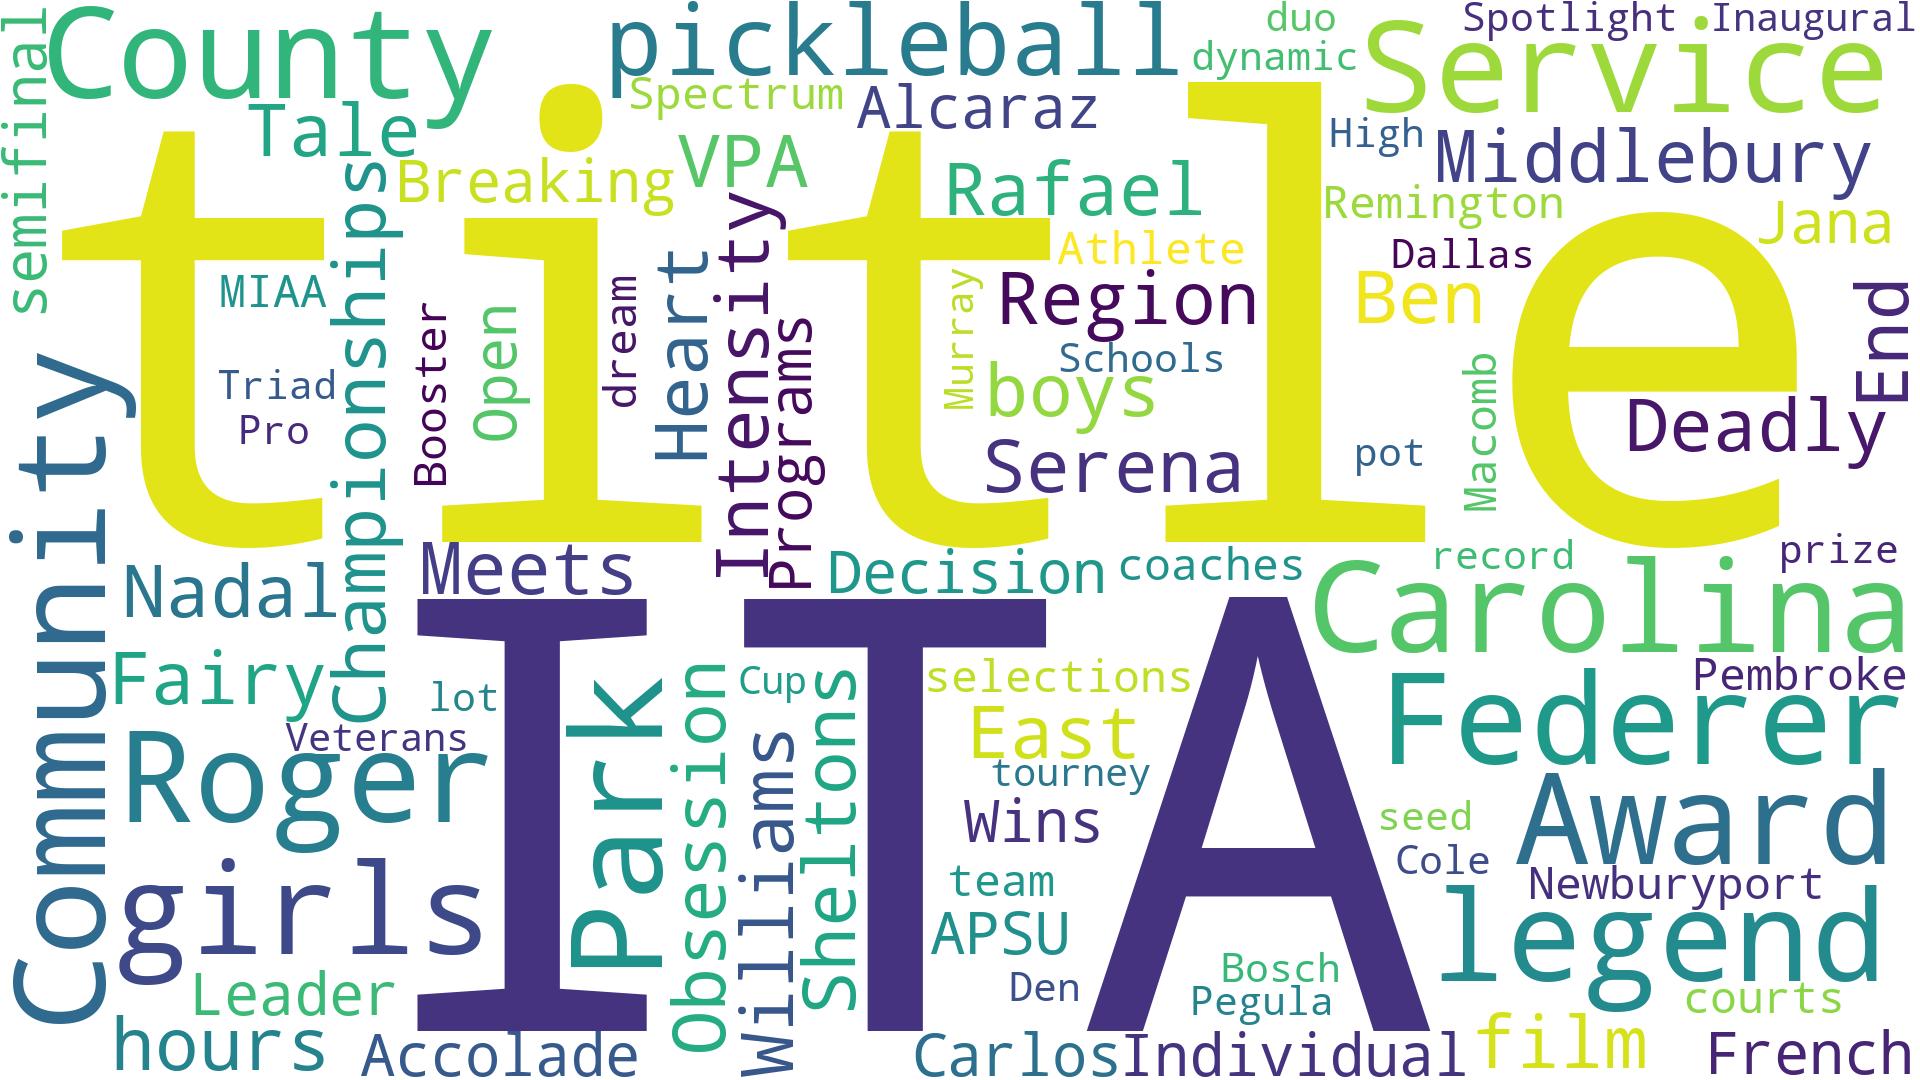 semifinal
County
pickleball
duo
Spotlight
Inaugural
dynamic
Service
Spectrum
Alcaraz
Tale
title
High
Middlebury
VPA
Breaking
Rafael
Remington
Jana
Championships
Intensity
Athlete
Dallas
MIAA
Heart
Region
Ben
End
Murray
dream
Booster
Open
Programs
Schools
boys
Triad
Pro
Macomb
Deadly
Serena
pot
Community
Meets
Decision
coaches
record
prize
Nadal
Carolina
ITA
Fairy
lot
Park
Obsession
Cup
Sheltons
selections
Pembroke
Federer
Veterans
East
Roger
Williams
tourney
Wins
seed
Award
Cole
girls
team
Newburyport
APSU
legend
Leader
Den
Bosch
Pegula
courts
hours
Accolade
Carlos
Individual
film
French